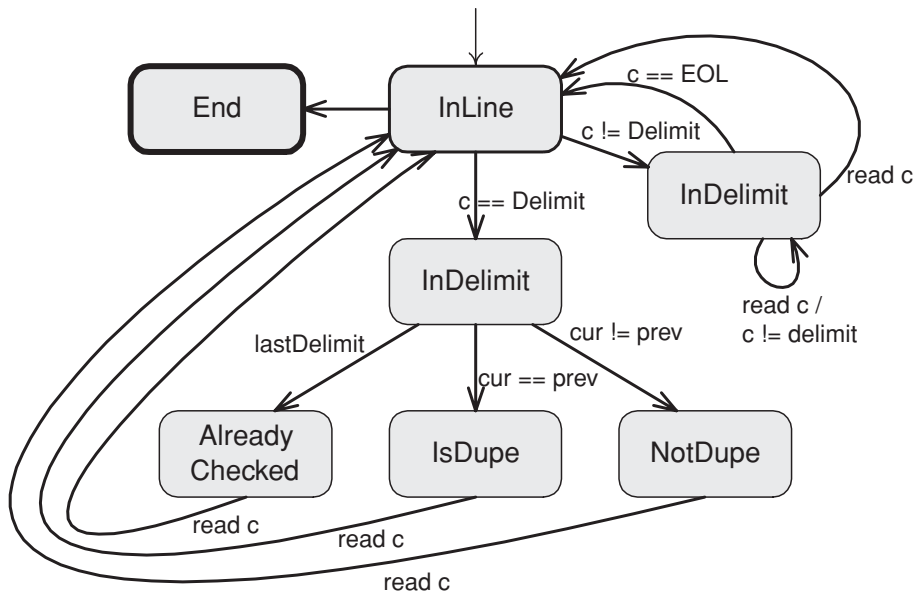 End
InLine
c == EOL
c != Delimit
InDelimit
read c
c == Delimit
InDelimit
read c /
c != delimit
lastDelimit
cur != prev
cur == prev
Already
Checked
IsDupe
NotDupe
read c
read c
read c